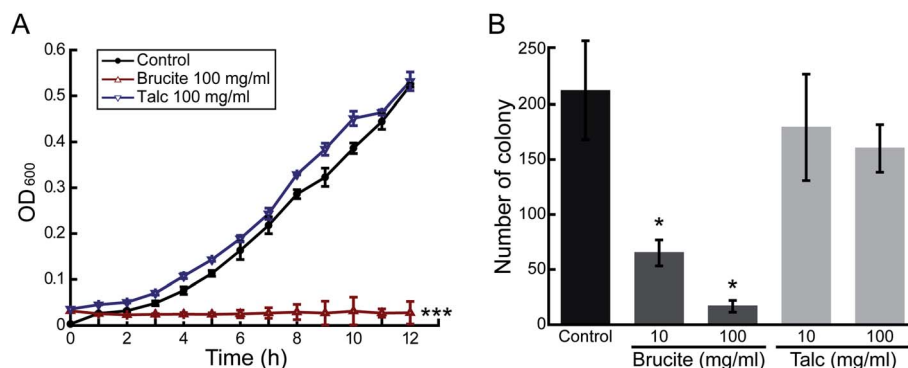 A
Control
Brucite 100 mg/ml
Talc 100 mg/ml
0.6
0.5
0.4
0.3
0.2
0.1
0
OD600
0 2 4 6 8 10 12
Time (h)
***
B
250
200
150
100
50
0
Number of colony
*
*
Control 10 100 10 100
Brucite (mg/ml) Talc (mg/ml)